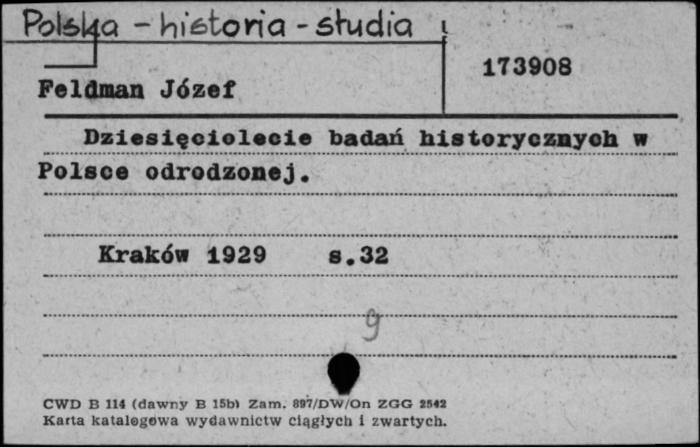 Polska - historia - studia
173908
Feldman Józef
Dziesięciolecie badań historycznych w
Polsce odrodzonej.
Kraków 1929 s.32
g
CWD B 114 (dawny B 15b) Zam. 897/DW/On ZGG 2542
Karta katalogowa wydawnictw ciągłych i zwartych.